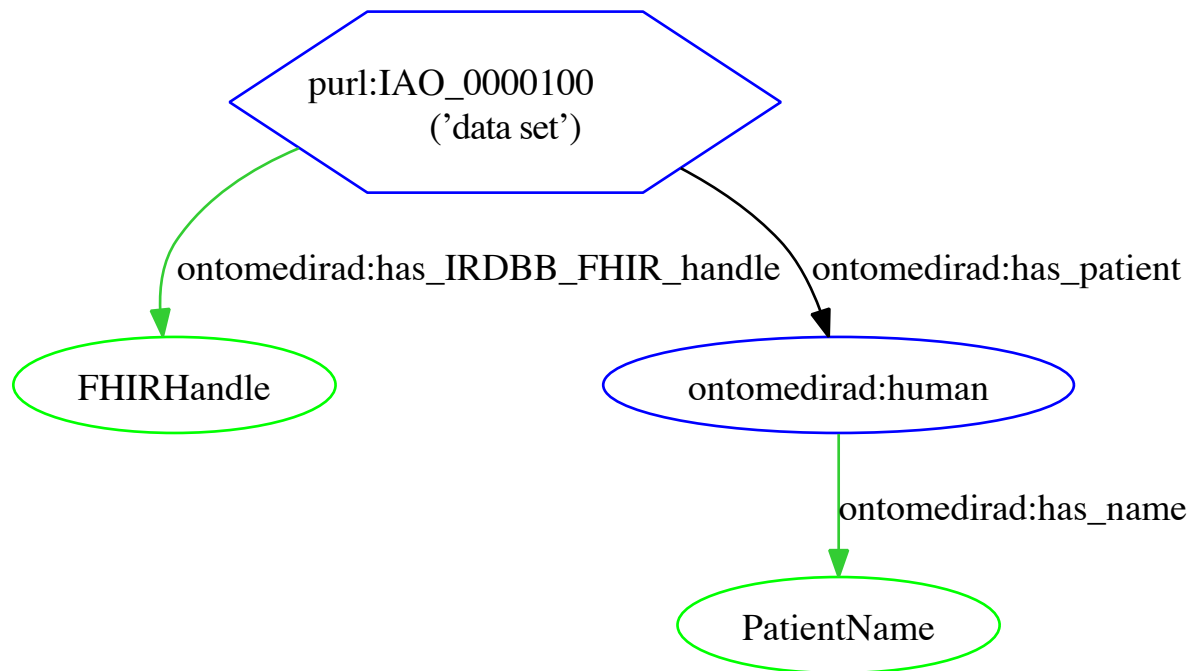 purl:IAO_0000100
(’data set’)
ontomedirad:has_IRDBB_FHIR_handle
ontomedirad:has_patient
FHIRHandle
ontomedirad:human
ontomedirad:has_name
PatientName